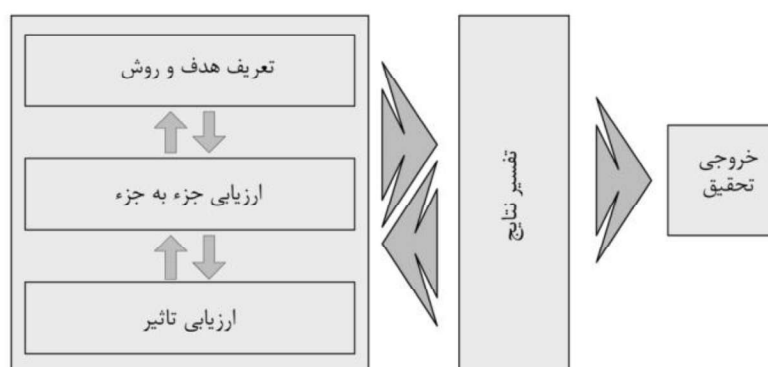 تعریف هدف و روش
ارزیابی جزء به جزء
ارزیابی تاثیر
تفسیر نتایج
خروجی
تحقیق